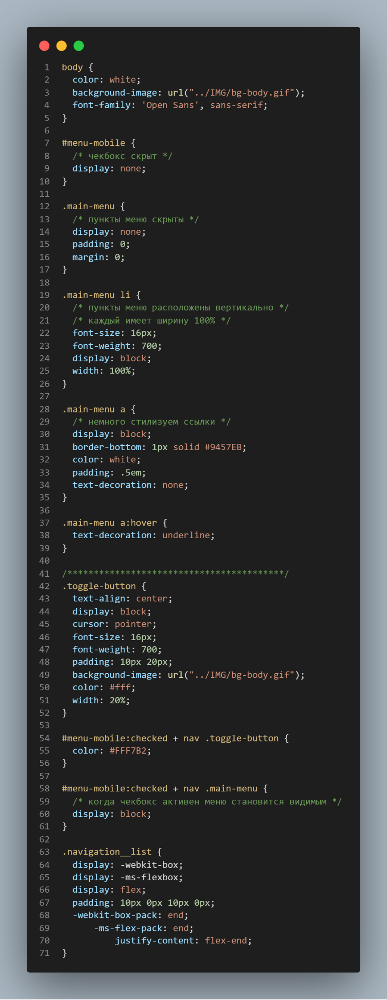 1 body {
2 color: white;
3 background-image: url("../IMG/bg-body.gif");
4 font-family: 'Open Sans', sans-serif;
5 }
6
7 #menu-mobile {
8 /* чекбокс скрыт */
9 display: none;
10 }
11
12 .main-menu {
13 /* пункты меню скрыты */
14 display: none;
15 padding: 0;
16 margin: 0;
17 }
18
19 .main-menu li {
20 /* пункты меню расположены вертикально */
21 /* каждый имеет ширину 100% */
22 font-size: 16px;
23 font-weight: 700;
24 display: block;
25 width: 100%;
26 }
27
28 .main-menu a {
29 /* немного стилизуем ссылки */
30 display: block;
31 border-bottom: 1px solid #9457EB;
32 color: white;
33 padding: .5em;
34 text-decoration: none;
35 }
36
37 .main-menu a:hover {
38 text-decoration: underline;
39 }
40
41 /*****************************************/
42 .toggle-button {
43 text-align: center;
44 display: block;
45 cursor: pointer;
46 font-size: 16px;
47 font-weight: 700;
48 padding: 10px 20px;
49 background-image: url("../IMG/bg-body.gif");
50 color: #fff;
51 width: 20%;
52 }
53
54 #menu-mobile:checked + nav .toggle-button {
55 color: #FFF7B2;
56 }
57
58 #menu-mobile:checked + nav .main-menu {
59 /* когда чекбокс активен меню становится видимым */
60 display: block;
61 }
62
63 .navigation__list {
64 display: -webkit-box;
65 display: -ms-flexbox;
66 display: flex;
67 padding: 10px 0px 10px 0px;
68 -webkit-box-pack: end;
69 -ms-flex-pack: end;
70 justify-content: flex-end;
71 }